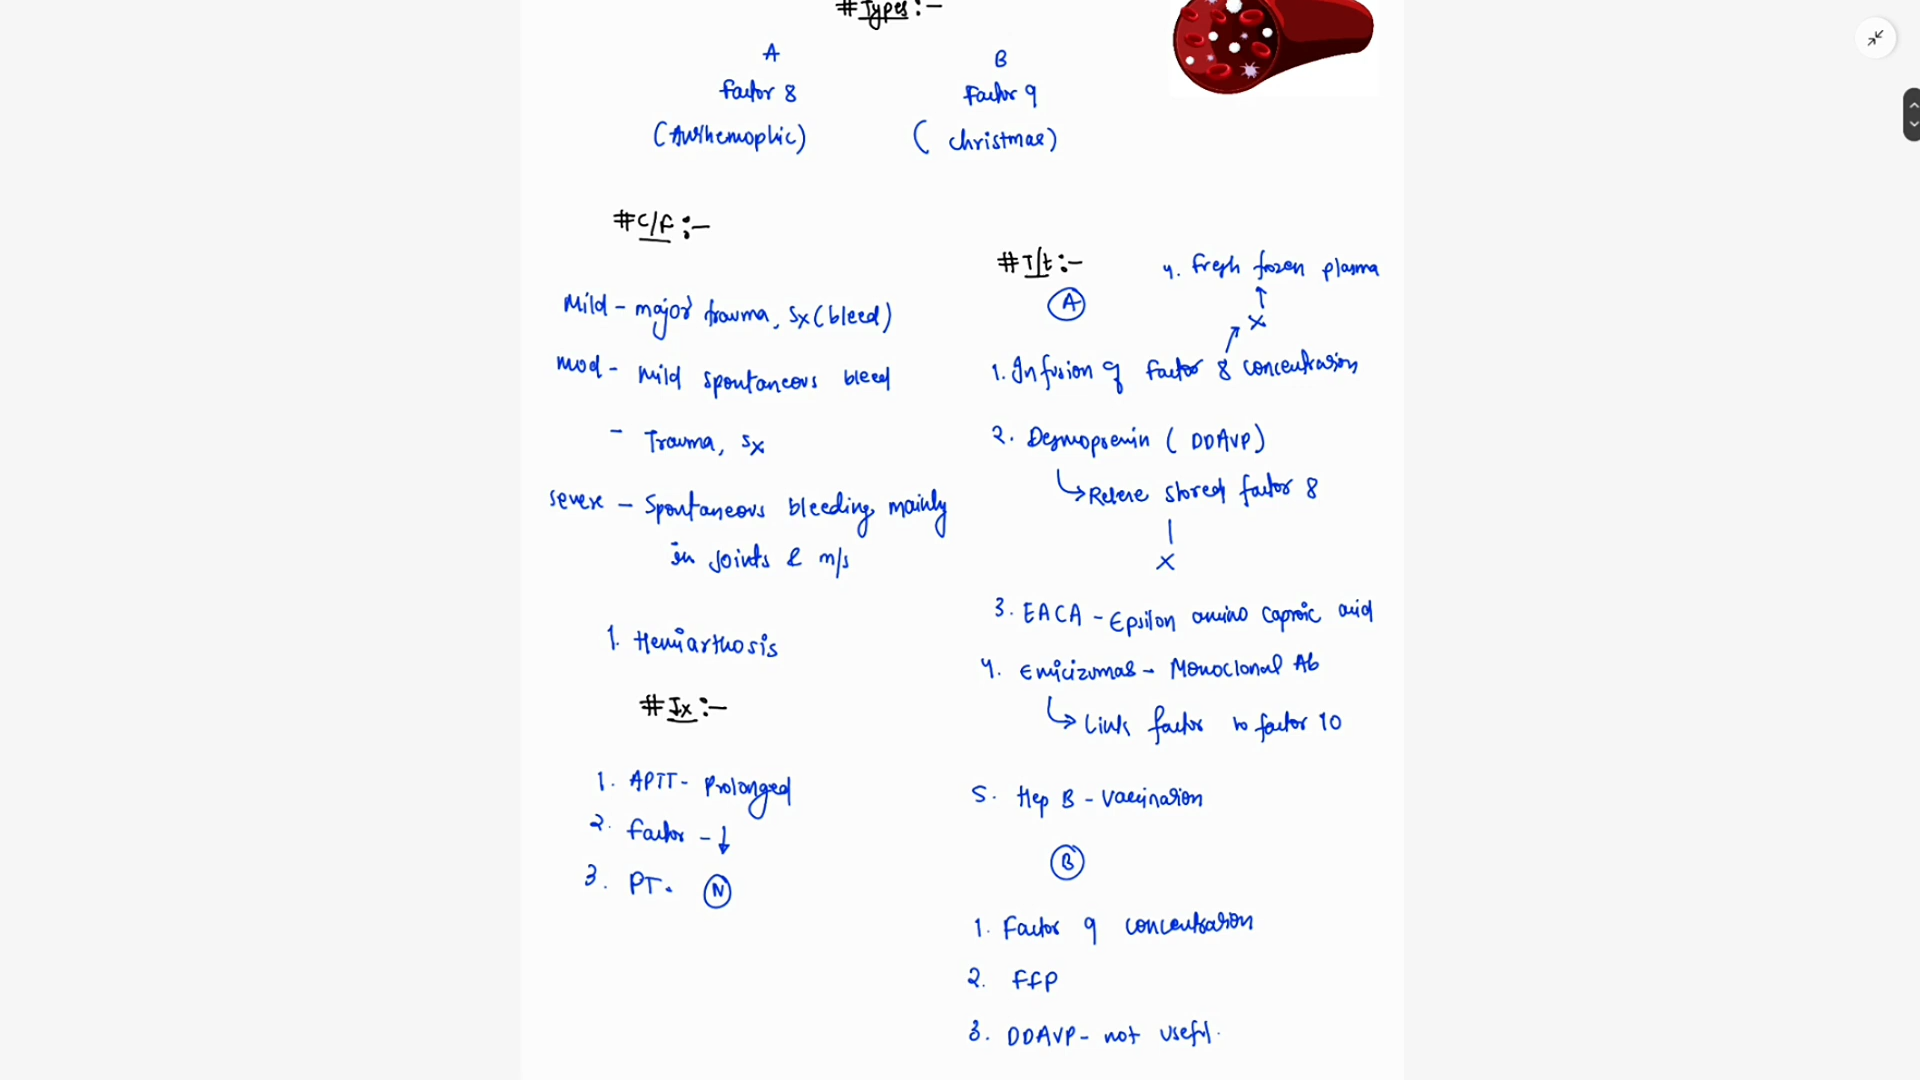 #Types:-
A
factor 8
(Antihemophic)
B
Factor 9
( christmas)
#C/F:-
Mild - major trauma, Sx (bleed)
mod - mild spontaneous bleed
- Trauma, Sx
severe - Spontaneous bleeding mainly
in joints & m/s
1. Hemiarthosis
#Ix:-
1. APTT - Prolonged
2. factor - ↓
3. PT. N
#T/t:-
A
4. fresh frozen plasma
↑
x
1. Infusion of factor 8 concentration
2. Desmopressin ( DDAVP)
↳ Release stored factor 8
|
x
3. EACA - Epsilon amino caproic acid
4. Emicizumab - Monoclonal Ab
↳ Link factor to factor 10
5. Hep B - Vaccination
B
1. Factor 9 concentration
2. FFP
3. DDAVP - not useful.